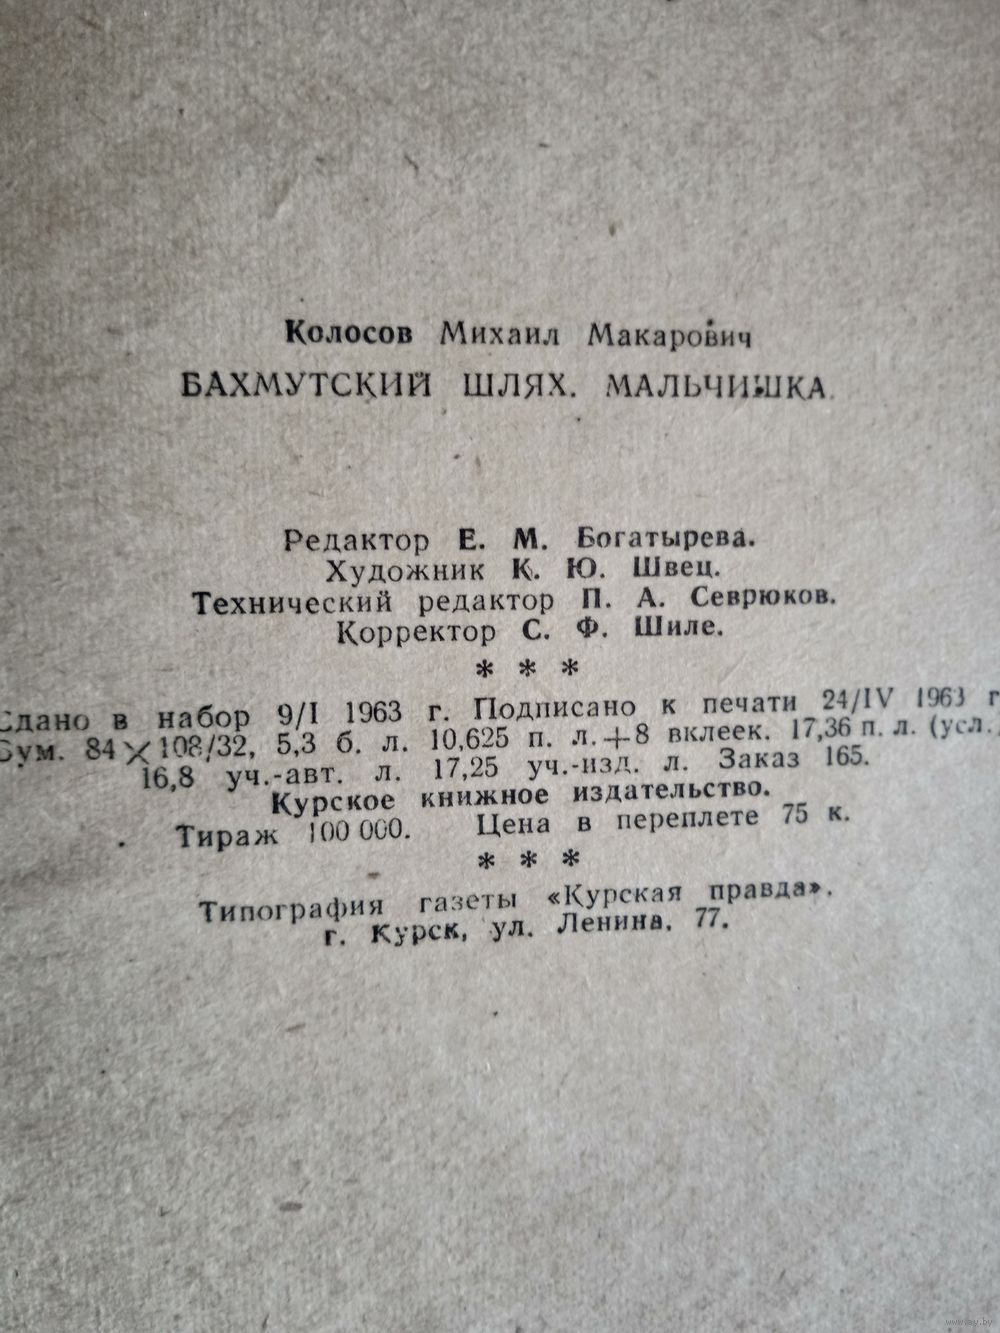 Колосов Михаил Макарович
БАХМУТСКИЙ ШЛЯХ. МАЛЬЧИШКА.
Редактор Е. М. Богатырева.
Художник К. Ю. Швец.
Технический редактор П. А. Севрюков.
Корректор С. Ф. Шиле.
* * *
Сдано в набор 9/I 1963 г. Подписано к печати 24/IV 1963 г
Бум. 84×108/32, 5,3 б. л. 10,625 п. л.+8 вклеек. 17,36 п. л. (усл.)
16,8 уч.-авт. л. 17,25 уч.-изд. л. Заказ 165.
Курское книжное издательство.
Тираж 100 000. Цена в переплете 75 к.
* * *
Типография газеты «Курская правда».
г. Курск, ул. Ленина, 77.
www.ay.by